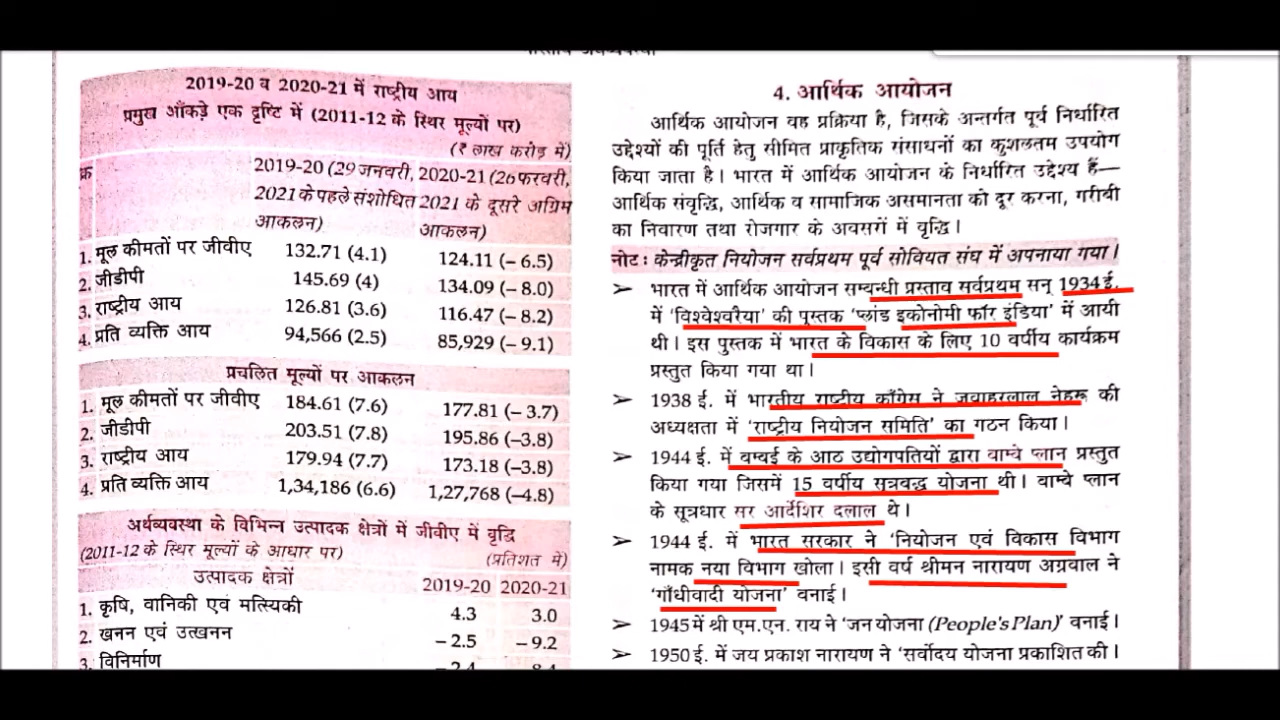 2019-20 व 2020-21 में राष्ट्रीय आय
प्रमुख आँकड़े एक दृष्टि में (2011-12 के स्थिर मूल्यों पर)
(₹ लाख करोड़ में)
क्र 2019-20 (29 जनवरी, 2020-21 (26 फरवरी,
2021 के पहले संशोधित 2021 के दूसरे अग्रिम
आकलन) आकलन)
1. मूल कीमतों पर जीवीए 132.71 (4.1) 124.11 (– 6.5)
2. जीडीपी 145.69 (4) 134.09 (– 8.0)
3. राष्ट्रीय आय 126.81 (3.6) 116.47 (– 8.2)
4. प्रति व्यक्ति आय 94,566 (2.5) 85,929 (– 9.1)
प्रचलित मूल्यों पर आकलन
1. मूल कीमतों पर जीवीए 184.61 (7.6) 177.81 (– 3.7)
2. जीडीपी 203.51 (7.8) 195.86 (–3.8)
3. राष्ट्रीय आय 179.94 (7.7) 173.18 (–3.8)
4. प्रति व्यक्ति आय 1,34,186 (6.6) 1,27,768 (–4.8)
अर्थव्यवस्था के विभिन्न उत्पादक क्षेत्रों में जीवीए में वृद्धि
(2011-12 के स्थिर मूल्यों के आधार पर) (प्रतिशत में)
उत्पादक क्षेत्रों 2019-20 2020-21
1. कृषि, वानिकी एवं मत्स्यिकी 4.3 3.0
2. खनन एवं उत्खनन – 2.5 – 9.2
3. विनिर्माण
4. आर्थिक आयोजन
आर्थिक आयोजन वह प्रक्रिया है, जिसके अन्तर्गत पूर्व निर्धारित
उद्देश्यों की पूर्ति हेतु सीमित प्राकृतिक संसाधनों का कुशलतम उपयोग
किया जाता है। भारत में आर्थिक आयोजन के निर्धारित उद्देश्य हैं—
आर्थिक संवृद्धि, आर्थिक व सामाजिक असमानता को दूर करना, गरीबी
का निवारण तथा रोजगार के अवसरों में वृद्धि।
नोट : केन्द्रीकृत नियोजन सर्वप्रथम पूर्व सोवियत संघ में अपनाया गया।
➢ भारत में आर्थिक आयोजन सम्बन्धी प्रस्ताव सर्वप्रथम सन् 1934 ई.
में 'विश्वेश्वरैया' की पुस्तक 'प्लांड इकोनोमी फॉर इंडिया' में आयी
थी। इस पुस्तक में भारत के विकास के लिए 10 वर्षीय कार्यक्रम
प्रस्तुत किया गया था।
➢ 1938 ई. में भारतीय राष्ट्रीय काँग्रेस ने जवाहरलाल नेहरू की
अध्यक्षता में 'राष्ट्रीय नियोजन समिति' का गठन किया।
➢ 1944 ई. में बम्बई के आठ उद्योगपतियों द्वारा बाम्बे प्लान प्रस्तुत
किया गया जिसमें 15 वर्षीय सूत्रबद्ध योजना थी। बाम्बे प्लान
के सूत्रधार सर आर्देशिर दलाल थे।
➢ 1944 ई. में भारत सरकार ने 'नियोजन एवं विकास विभाग
नामक नया विभाग खोला। इसी वर्ष श्रीमन नारायण अग्रवाल ने
'गाँधीवादी योजना' बनाई।
➢ 1945 में श्री एम.एन. राय ने 'जन योजना (People's Plan)' बनाई।
➢ 1950 ई. में जय प्रकाश नारायण ने 'सर्वोदय योजना प्रकाशित की।